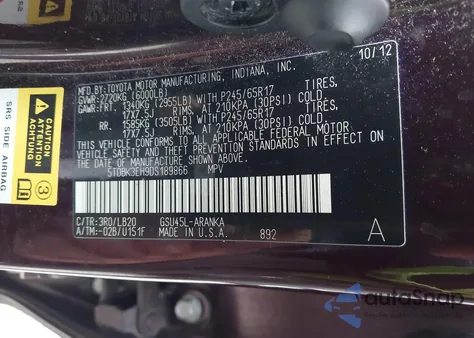 10/12
MFD.BY:TOYOTA MOTOR MANUFACTURING, INDIANA, INC.
GVWR:2720KG (6000LB)
GAWR:FRT. 1340KG (2955LB) WITH P245/65R17 TIRES,
17X7.5J RIMS, AT 210KPA (30PSI) COLD.
RR. 1585KG (3505LB) WITH P245/65R17 TIRES,
17X7.5J RIMS, AT 210KPA (30PSI) COLD.
THIS VEHICLE CONFORMS TO ALL APPLICABLE FEDERAL MOTOR
VEHICLE SAFETY AND THEFT PREVENTION STANDARDS IN EFFECT
ON THE DATE OF MANUFACTURE SHOWN ABOVE.
5TDBK3EH9DS189866 MPV
C/TR:3R0/LB20 GSU45L-ARANKA
A/TM:-02B/U151F MADE IN U.S.A. 892
A
SRS SIDE AIRBAG
3
autoSnap